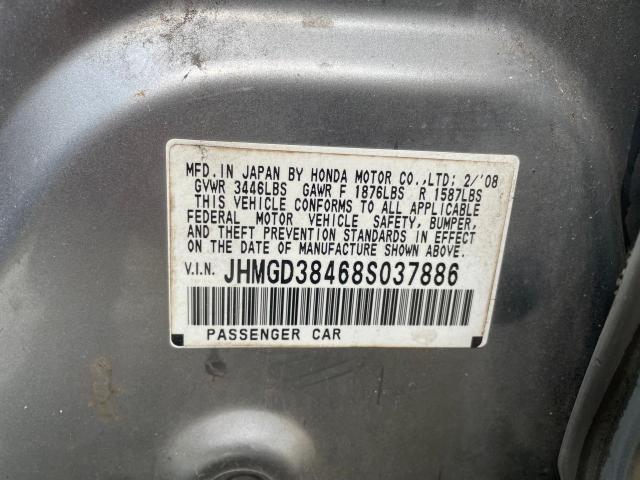 MFD. IN JAPAN BY HONDA MOTOR CO.,LTD; 2/'08
GVWR 3446LBS GAWR F 1876LBS R 1587LBS
THIS VEHICLE CONFORMS TO ALL APPLICABLE
FEDERAL MOTOR VEHICLE SAFETY, BUMPER,
AND THEFT PREVENTION STANDARDS IN EFFECT
ON THE DATE OF MANUFACTURE SHOWN ABOVE.
V.I.N. JHMGD38468S037886
PASSENGER CAR